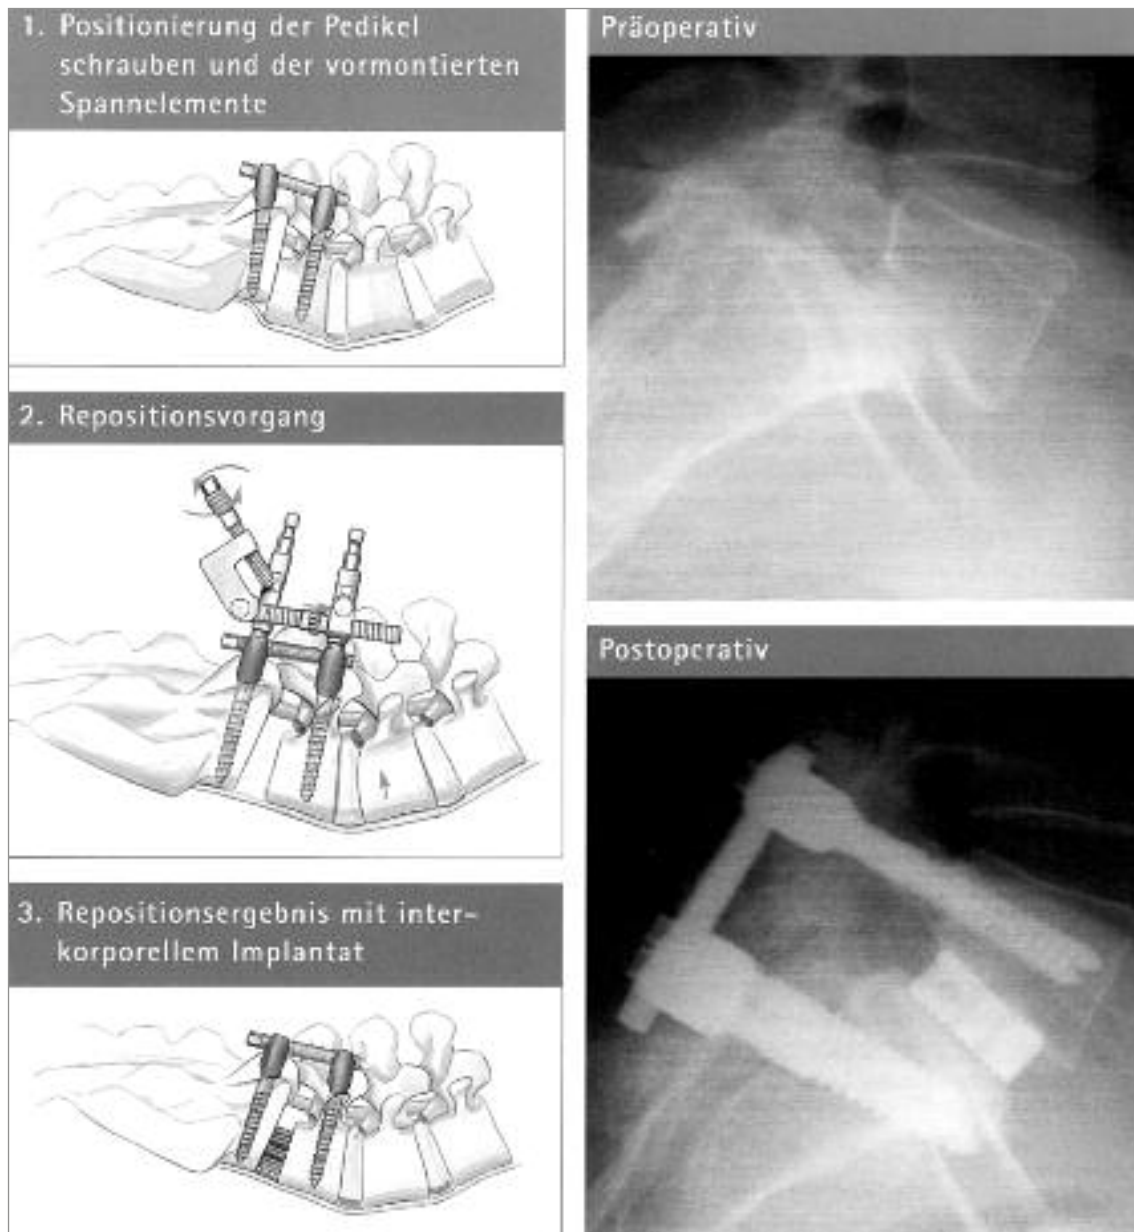 1. Positionierung der Pedikel
schrauben und der vormontierten
Spannelemente
2. Repositionsvorgang
3. Repositionsergebnis mit inter-
korporellem Implantat
Präoperativ
Postoperativ